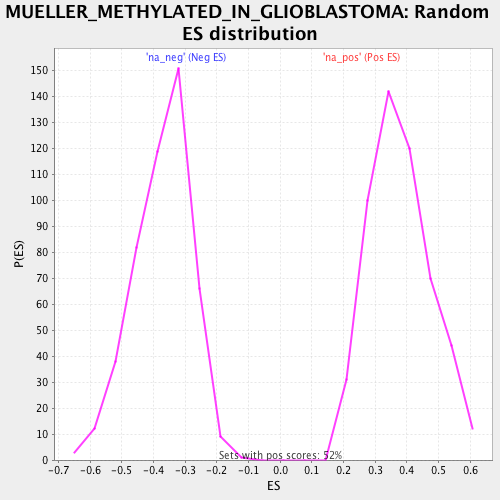 MUELLER_METHYLATED_IN_GLIOBLASTOMA: Random
ES distribution
'na_neg' (Neg ES) 'na_pos' (Pos ES)
150
140
130
120
110
100
90
80
70
60
50
40
30
20
10
0
P(ES)
Sets with pos scores: 52%
-0.7 -0.6 -0.5 -0.4 -0.3 -0.2 -0.1 0.0 0.1 0.2 0.3 0.4 0.5 0.6
ES